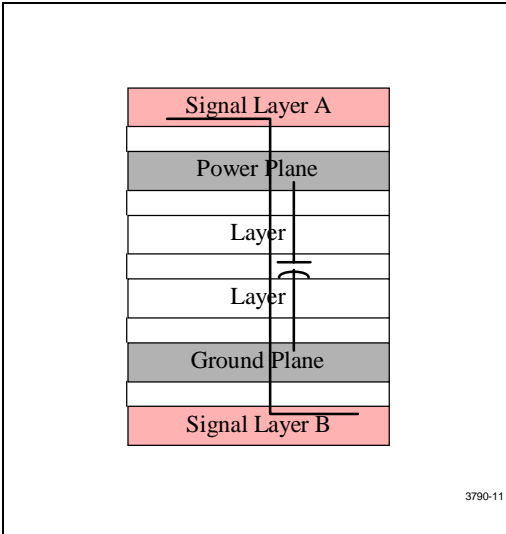 Signal Layer A
Power Plane
Layer
Layer
Ground Plane
Signal Layer B
3790-11